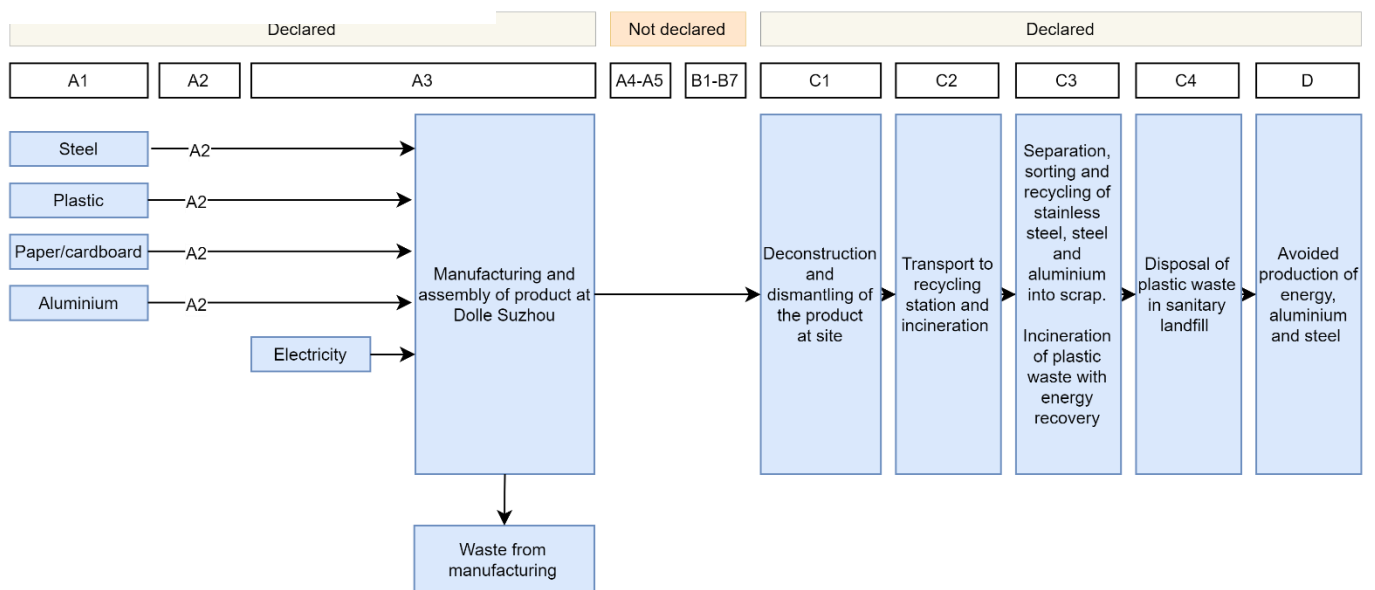 Declared
Not declared
Declared
A1
A2
A3
A4-A5
B1-B7
C1
C2
C3
C4
D
Steel
A2
Plastic
A2
Paper/cardboard
A2
Aluminium
A2
Electricity
Manufacturing and
assembly of product at
Dolle Suzhou
Waste from
manufacturing
Deconstruction
and
dismantling of
the product
at site
Transport to
recycling
station and
incineration
Separation,
sorting and
recycling of
stainless
steel, steel
and
aluminium
into scrap.
Incineration
of plastic
waste with
energy
recovery
Disposal of
plastic waste
in sanitary
landfill
Avoided
production of
energy,
aluminium
and steel